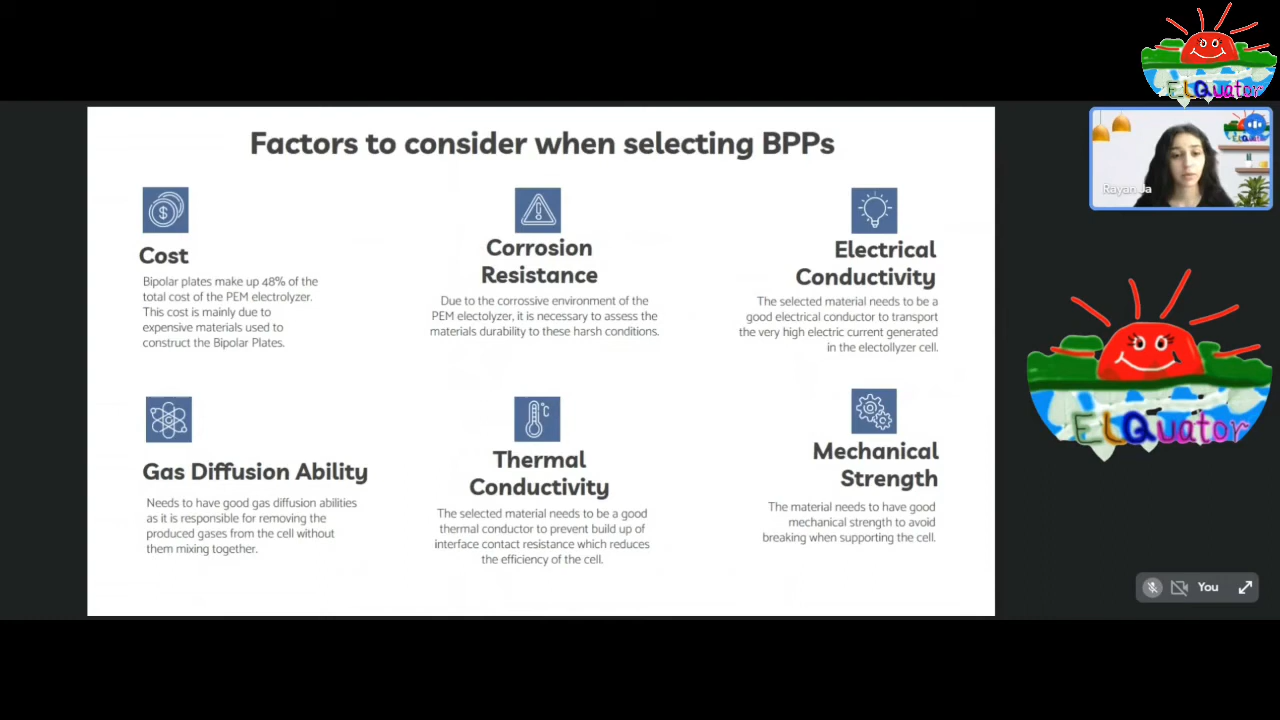 ELQuator
Factors to consider when selecting BPPs
Cost
Bipolar plates make up 48% of the
total cost of the PEM electrolyzer.
This cost is mainly due to
expensive materials used to
construct the Bipolar Plates.
Corrosion
Resistance
Due to the corrossive environment of the
PEM electolyzer, it is necessary to assess the
materials durability to these harsh conditions.
Electrical
Conductivity
The selected material needs to be a
good electrical conductor to transport
the very high electric current generated
in the electollyzer cell.
Gas Diffusion Ability
Needs to have good gas diffusion abilities
as it is responsible for removing the
produced gases from the cell without
them mixing together.
Thermal
Conductivity
The selected material needs to be a good
thermal conductor to prevent build up of
interface contact resistance which reduces
the efficiency of the cell.
Mechanical
Strength
The material needs to have good
mechanical strength to avoid
breaking when supporting the cell.
ELQuator
You